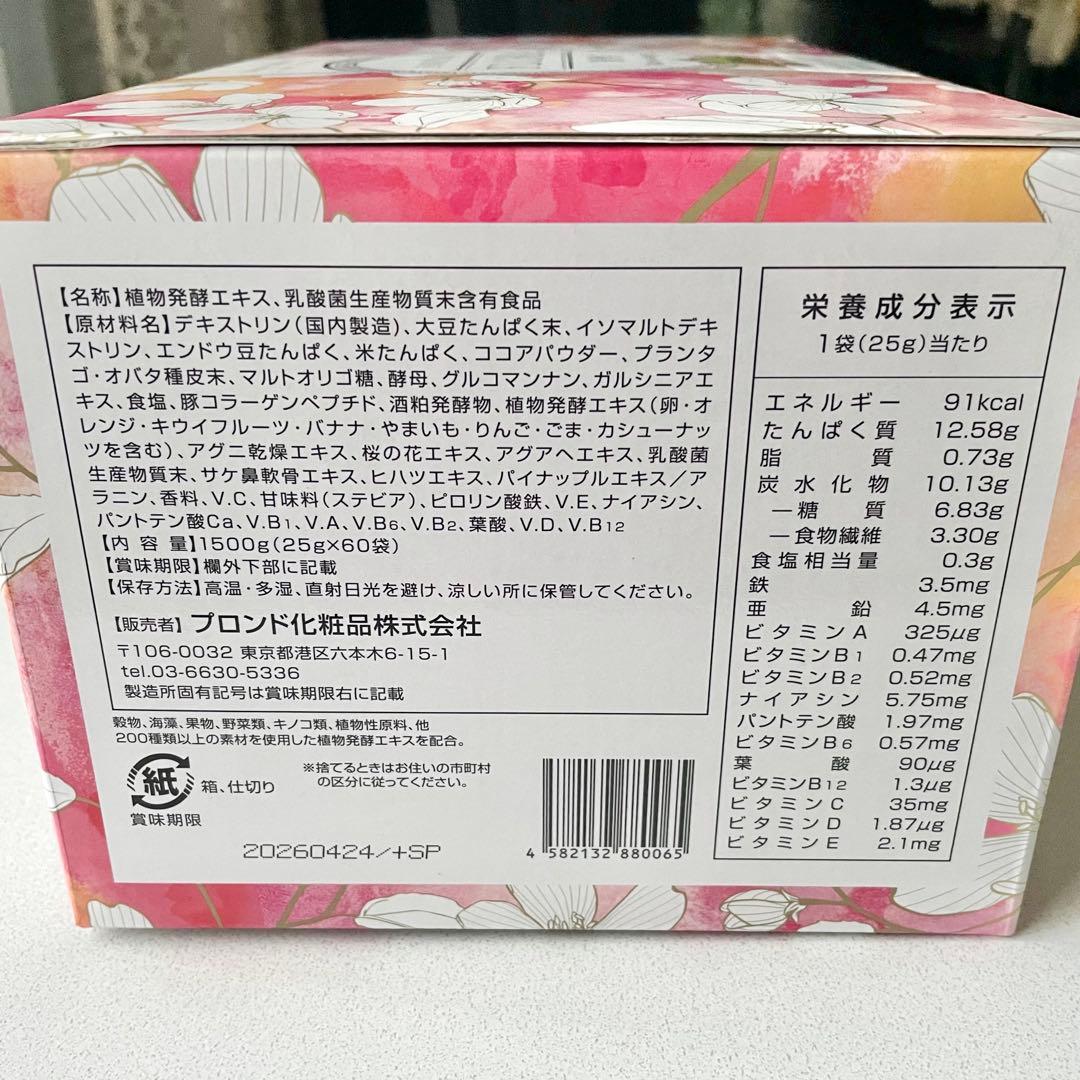 【名称】植物発酵エキス、乳酸菌生産物質末含有食品
【原材料名】デキストリン(国内製造)、大豆たんぱく末、イソマルトデキ
ストリン、エンドウ豆たんぱく、米たんぱく、ココアパウダー、プランタ
ゴ・オバタ種皮末、マルトオリゴ糖、酵母、グルコマンナン、ガルシニアエ
キス、食塩、豚コラーゲンペプチド、酒粕発酵物、植物発酵エキス(卵・オ
レンジ・キウイフルーツ・バナナ・やまいも・りんご・ごま・カシューナッ
ツを含む)、アグニ乾燥エキス、桜の花エキス、アグアヘエキス、乳酸菌
生産物質末、サケ鼻軟骨エキス、ヒハツエキス、パイナップルエキス/ア
ラニン、香料、V.C、甘味料(ステビア)、ピロリン酸鉄、V.E、ナイアシン、
パントテン酸Ca、V.B1、V.A、V.B6、V.B2、葉酸、V.D、V.B12
【内容量】1500g(25g×60袋)
【賞味期限】欄外下部に記載
【保存方法】高温・多湿、直射日光を避け、涼しい所に保管してください。
【販売者】プロンド化粧品株式会社
〒106-0032 東京都港区六本木6-15-1
tel.03-6630-5336
製造所固有記号は賞味期限右に記載
穀物、海藻、果物、野菜類、キノコ類、植物性原料、他
200種類以上の素材を使用した植物発酵エキスを配合。
紙
箱、仕切り
※捨てるときはお住いの市町村
の区分に従ってください。
賞味期限
20260424/+SP
4 582132 880065
栄養成分表示
1袋(25g)当たり
エネルギー 91kcal
たんぱく質 12.58g
脂質 0.73g
炭水化物 10.13g
―糖質 6.83g
―食物繊維 3.30g
食塩相当量 0.3g
鉄 3.5mg
亜鉛 4.5mg
ビタミンA 325μg
ビタミンB1 0.47mg
ビタミンB2 0.52mg
ナイアシン 5.75mg
パントテン酸 1.97mg
ビタミンB6 0.57mg
葉酸 90μg
ビタミンB12 1.3μg
ビタミンC 35mg
ビタミンD 1.87μg
ビタミンE 2.1mg